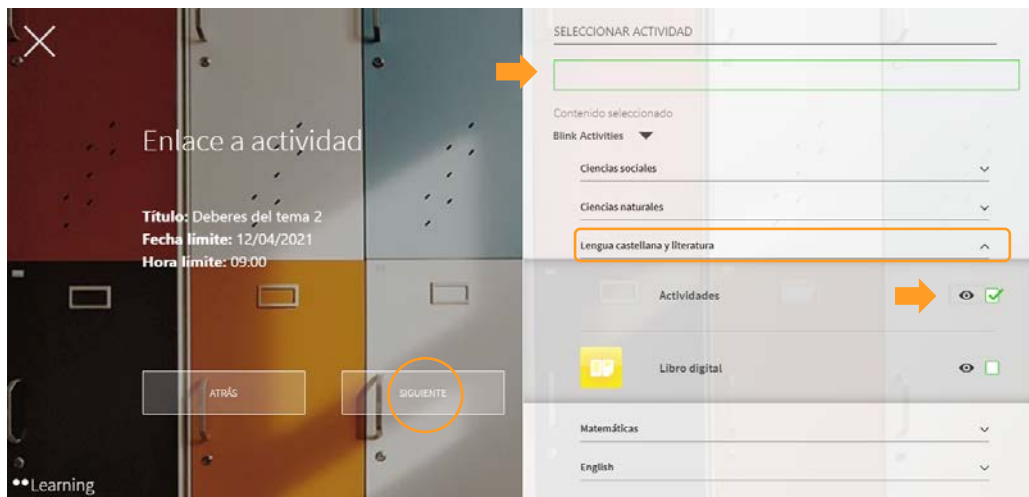 Enlace a actividad
Título: Deberes del tema 2
Fecha límite: 12/04/2021
Hora límite: 09:00
ATRÁS
SIGUIENTE
••Learning
SELECCIONAR ACTIVIDAD
Contenido seleccionado
Blink Activities
Ciencias sociales
Ciencias naturales
Lengua castellana y literatura
Actividades
Libro digital
Matemáticas
English